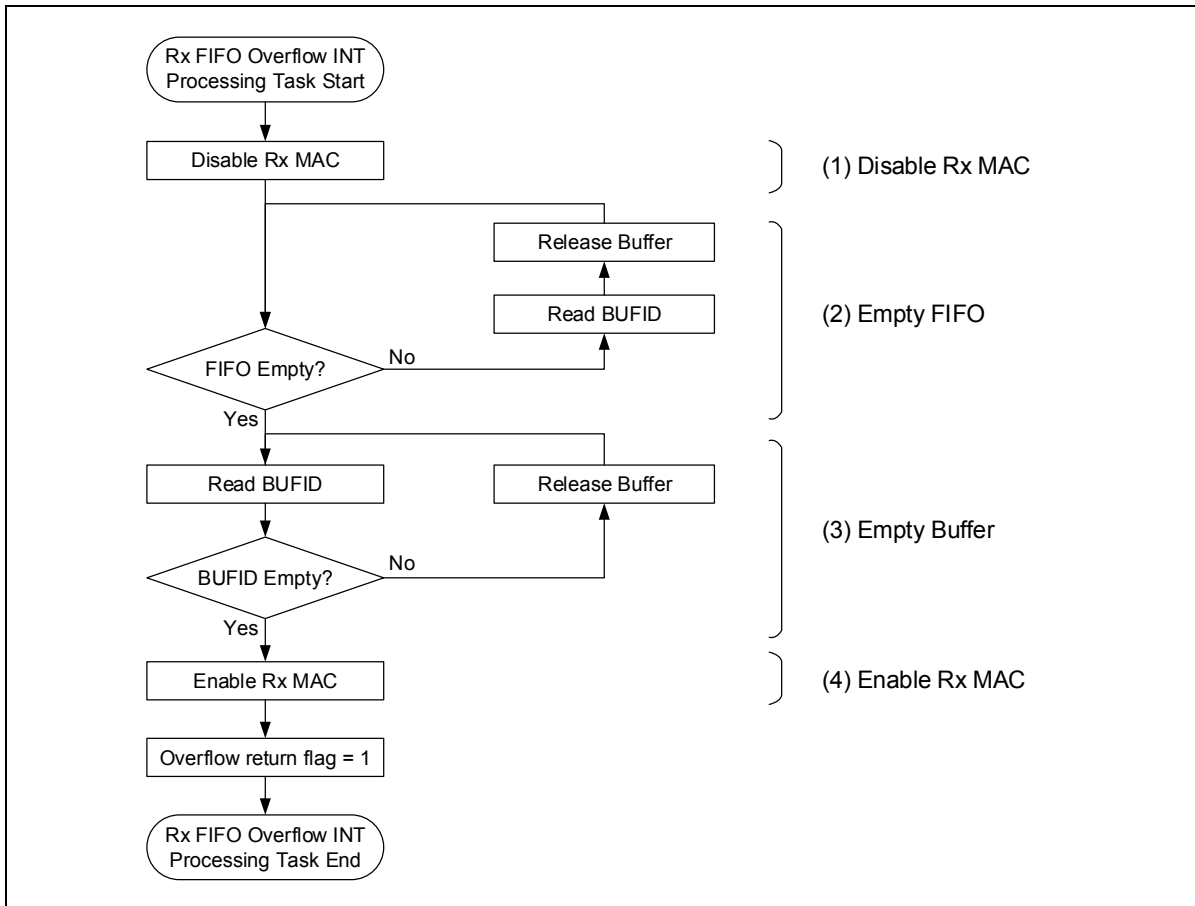 Rx FIFO Overflow INT
Processing Task Start
Disable Rx MAC
(1) Disable Rx MAC
Release Buffer
Read BUFID
(2) Empty FIFO
FIFO Empty?
No
Yes
Read BUFID
Release Buffer
(3) Empty Buffer
BUFID Empty?
No
Yes
Enable Rx MAC
(4) Enable Rx MAC
Overflow return flag = 1
Rx FIFO Overflow INT
Processing Task End